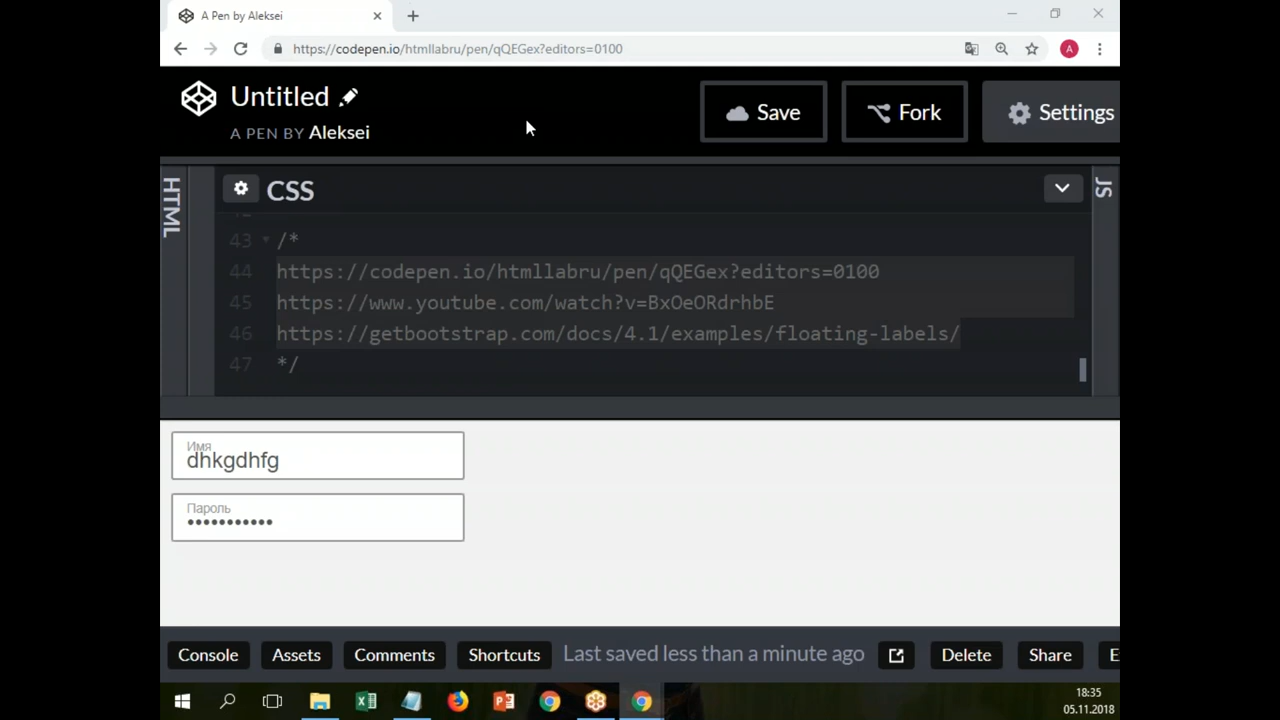 A Pen by Aleksei
https://codepen.io/htmllabru/pen/qQEGex?editors=0100
A
Untitled
A PEN BY Aleksei
Save
Fork
Settings
HTML
CSS
JS
43 /*
44 https://codepen.io/htmllabru/pen/qQEGex?editors=0100
45 https://www.youtube.com/watch?v=BxOeORdrhbE
46 https://getbootstrap.com/docs/4.1/examples/floating-labels/
47 */
Имя
dhkgdhfg
Пароль
•••••••••••
Console
Assets
Comments
Shortcuts
Last saved less than a minute ago
Delete
Share
18:35
05.11.2018